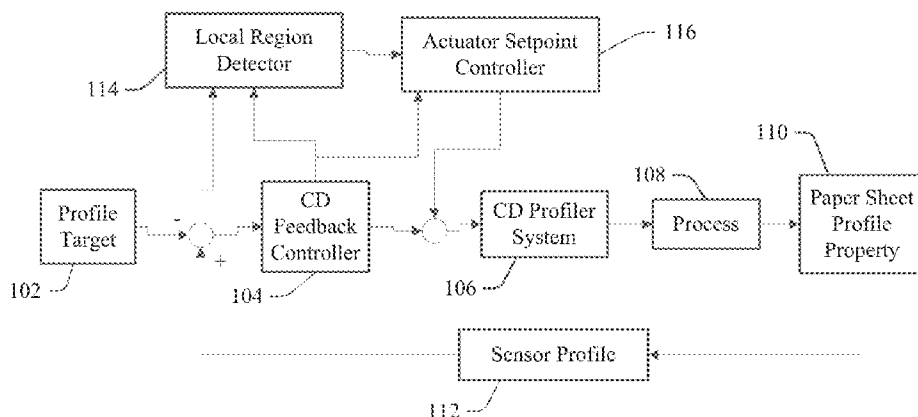 Local Region
Detector
114
Actuator Setpoint
Controller
116
Profile
Target
102
-
+
CD
Feedback
Controller
104
CD Profiler
System
106
108
Process
110
Paper Sheet
Profile
Property
Sensor Profile
112